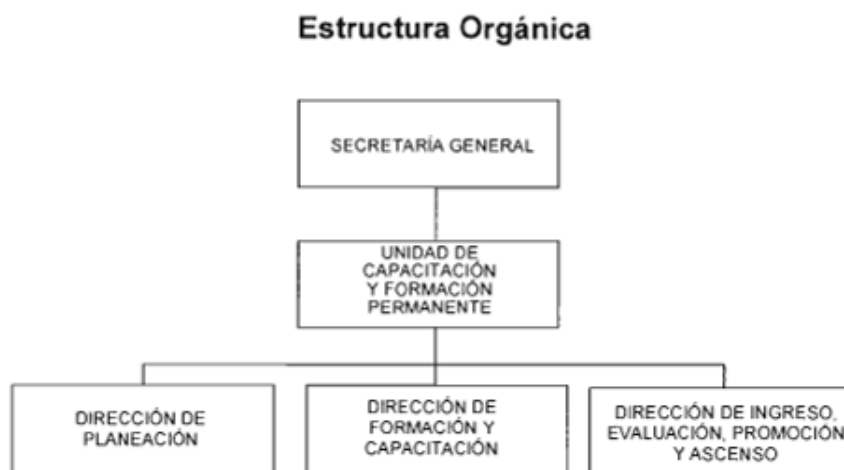 Estructura Orgánica
SECRETARÍA GENERAL
UNIDAD DE
CAPACITACIÓN
Y FORMACIÓN
PERMANENTE
DIRECCIÓN DE
PLANEACIÓN
DIRECCIÓN DE
FORMACIÓN Y
CAPACITACIÓN
DIRECCIÓN DE INGRESO,
EVALUACIÓN, PROMOCIÓN
Y ASCENSO